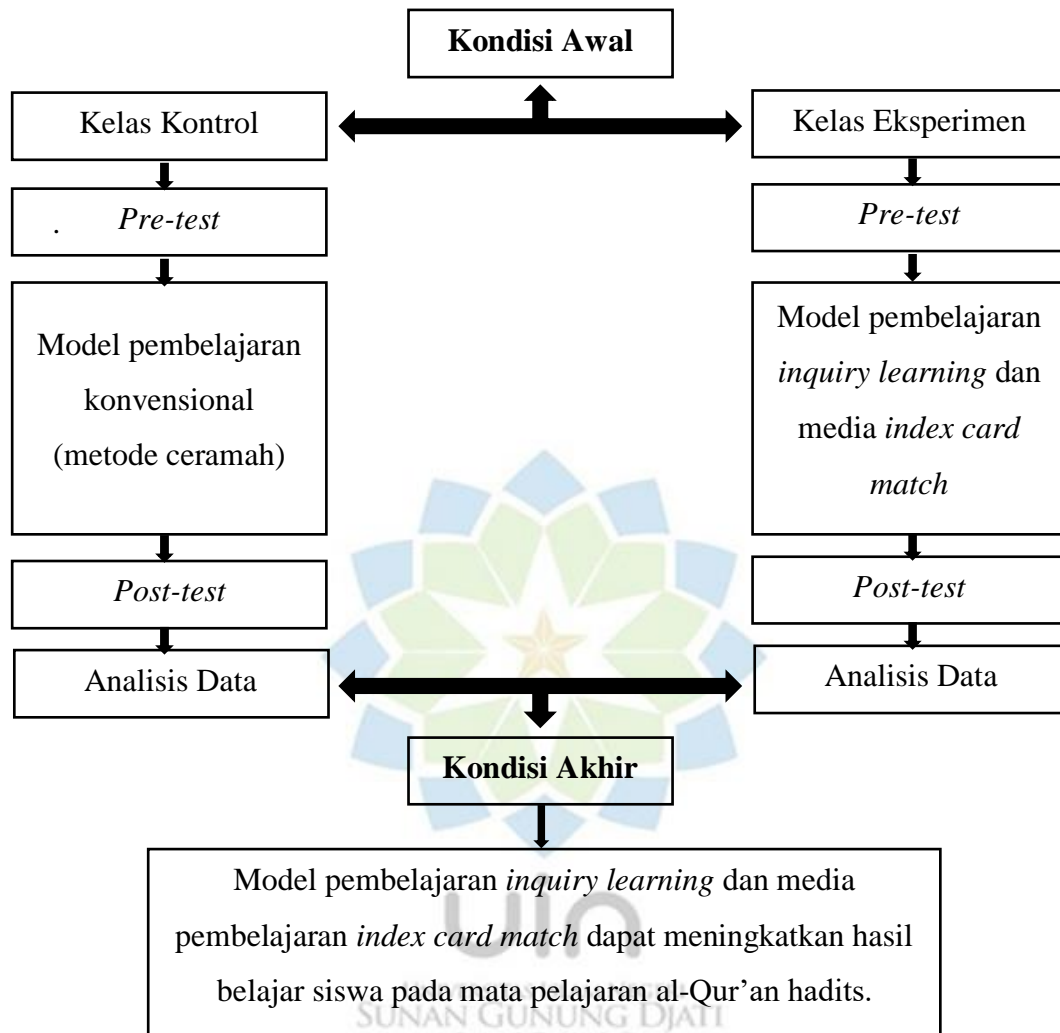 Kondisi Awal
Kelas Kontrol
Kelas Eksperimen
. Pre-test
Pre-test
Model pembelajaran
konvensional
(metode ceramah)
Model pembelajaran
inquiry learning dan
media index card
match
Post-test
Post-test
Analisis Data
Analisis Data
Kondisi Akhir
Model pembelajaran inquiry learning dan media
pembelajaran index card match dapat meningkatkan hasil
belajar siswa pada mata pelajaran al-Qur’an hadits.
uin
SUNAN GUNUNG DJATI